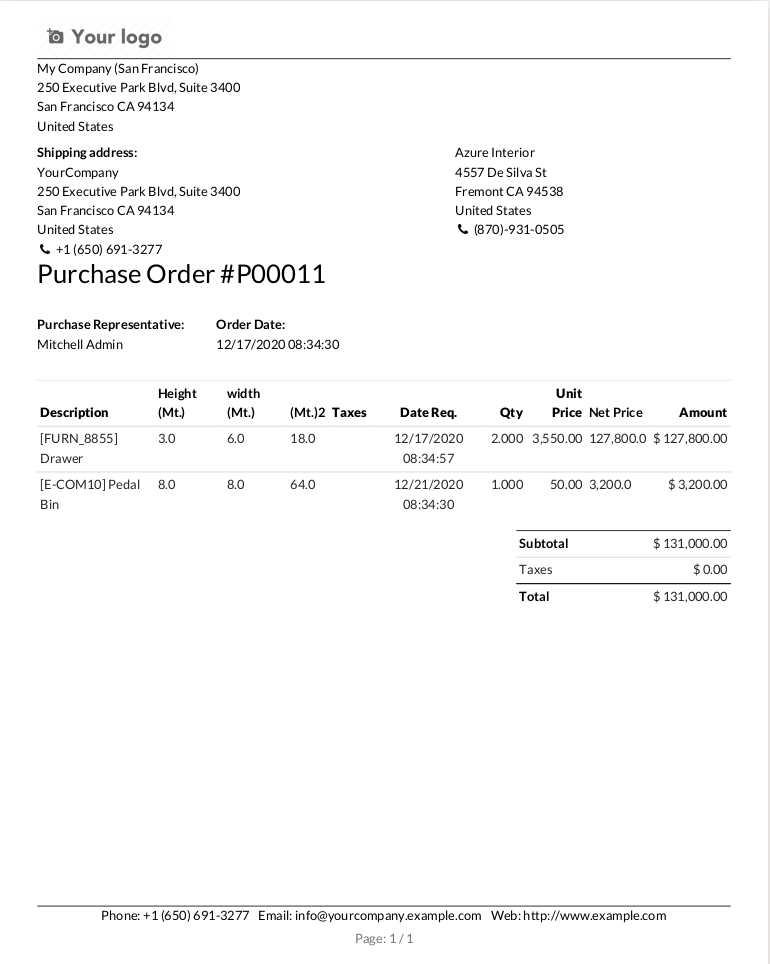 Your logo
My Company (San Francisco)
250 Executive Park Blvd, Suite 3400
San Francisco CA 94134
United States
Shipping address:
YourCompany
250 Executive Park Blvd, Suite 3400
San Francisco CA 94134
United States
+1 (650) 691-3277
Azure Interior
4557 De Silva St
Fremont CA 94538
United States
(870)-931-0505
Purchase Order #P00011
Purchase Representative: Order Date:
Mitchell Admin 12/17/2020 08:34:30
Height width Unit
Description (Mt.) (Mt.) (Mt.)2 Taxes Date Req. Qty Price Net Price Amount
[FURN_8855] 3.0 6.0 18.0 12/17/2020 2.000 3,550.00 127,800.0 $ 127,800.00
Drawer 08:34:57
[E-COM10] Pedal 8.0 8.0 64.0 12/21/2020 1.000 50.00 3,200.0 $ 3,200.00
Bin 08:34:30
Subtotal $ 131,000.00
Taxes $ 0.00
Total $ 131,000.00
Phone: +1 (650) 691-3277 Email: info@yourcompany.example.com Web: http://www.example.com
Page: 1 / 1